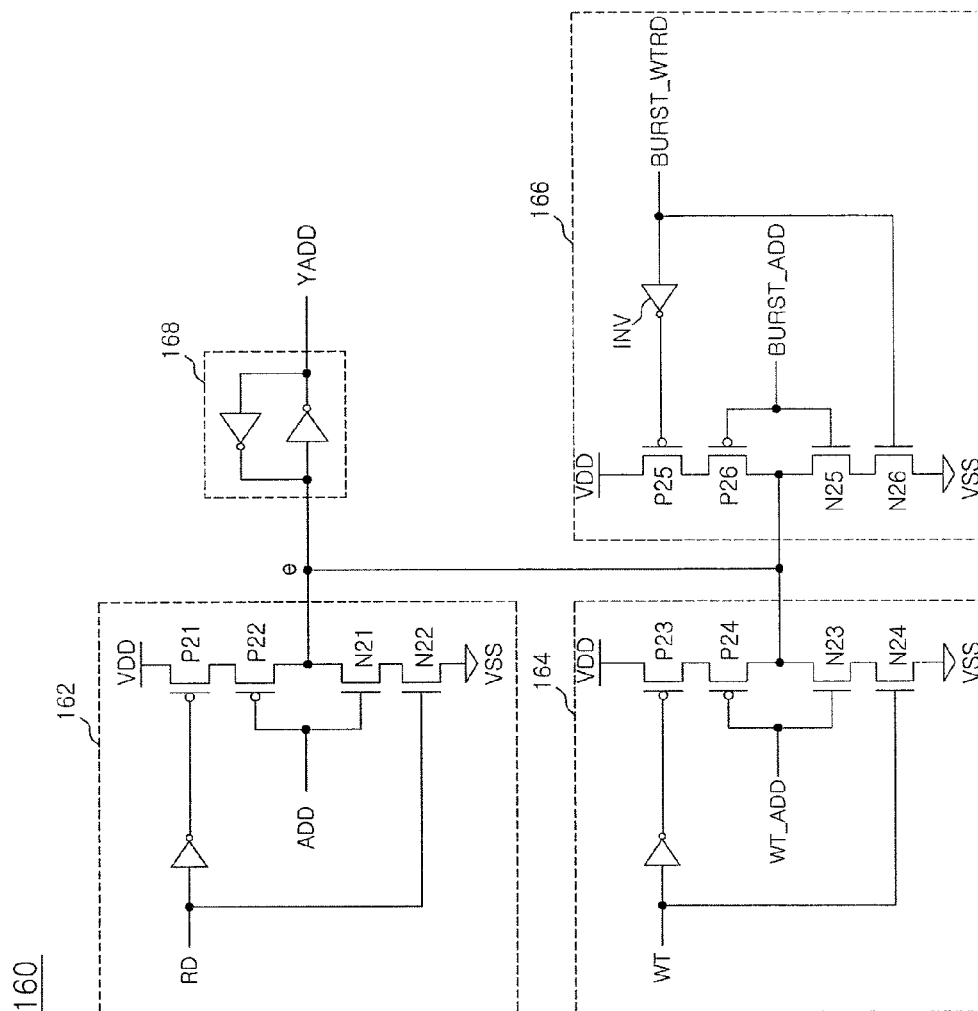 160
162
RD
ADD
VDD
P21
P22
N21
N22
VSS
e
168
YADD
164
WT
WT_ADD
VDD
P23
P24
N23
N24
VSS
166
BURST_WTRD
INV
BURST_ADD
VDD
P25
P26
N25
N26
VSS